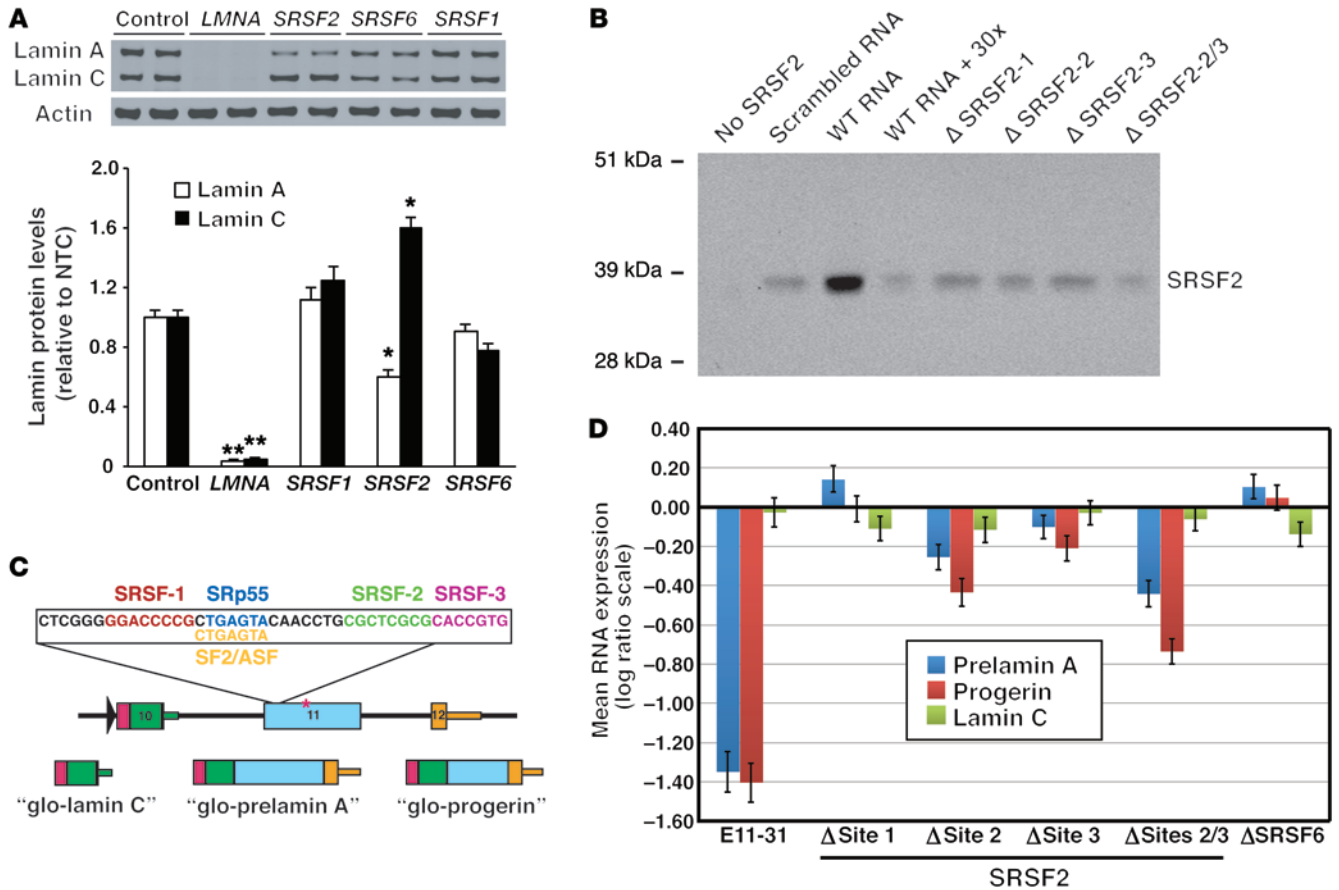 A
Control LMNA SRSF2 SRSF6 SRSF1
Lamin A
Lamin C
Actin
Lamin protein levels
(relative to NTC)
2.0
1.6
1.2
0.8
0.4
0
Lamin A
Lamin C
** ** * *
Control LMNA SRSF1 SRSF2 SRSF6
B
No SRSF2
Scrambled RNA
WT RNA
WT RNA + 30x
Δ SRSF2-1
Δ SRSF2-2
Δ SRSF2-3
Δ SRSF2-2/3
51 kDa
39 kDa
28 kDa
SRSF2
C
SRSF-1 SRp55 SRSF-2 SRSF-3
CTCGGGGGACCCCGCTGAGTACAACCTGCGCTCGCGCACCGTG
CTGAGTA
SF2/ASF
*
10 11 12
“glo-lamin C” “glo-prelamin A” “glo-progerin”
D
Mean RNA expression
(log ratio scale)
0.40
0.20
0.00
−0.20
−0.40
−0.60
−0.80
−1.00
−1.20
−1.40
−1.60
Prelamin A
Progerin
Lamin C
E11-31 ΔSite 1 ΔSite 2 ΔSite 3 ΔSites 2/3 ΔSRSF6
SRSF2